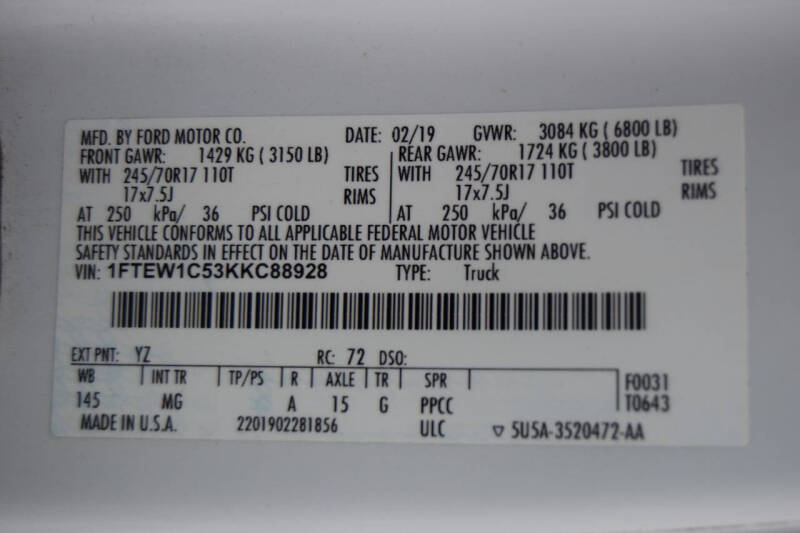 MFD. BY FORD MOTOR CO. DATE: 02/19 GVWR: 3084 KG ( 6800 LB)
FRONT GAWR: 1429 KG ( 3150 LB) REAR GAWR: 1724 KG ( 3800 LB)
WITH 245/70R17 110T TIRES WITH 245/70R17 110T TIRES
17x7.5J RIMS 17x7.5J RIMS
AT 250 kPa/ 36 PSI COLD AT 250 kPa/ 36 PSI COLD
THIS VEHICLE CONFORMS TO ALL APPLICABLE FEDERAL MOTOR VEHICLE
SAFETY STANDARDS IN EFFECT ON THE DATE OF MANUFACTURE SHOWN ABOVE.
VIN: 1FTEW1C53KKC88928 TYPE: Truck
EXT PNT: YZ RC: 72 DSO:
WB INT TR TP/PS R AXLE TR SPR F0031
145 MG A 15 G PPCC T0643
MADE IN U.S.A. 2201902281856 ULC ▽ 5U5A-3520472-AA